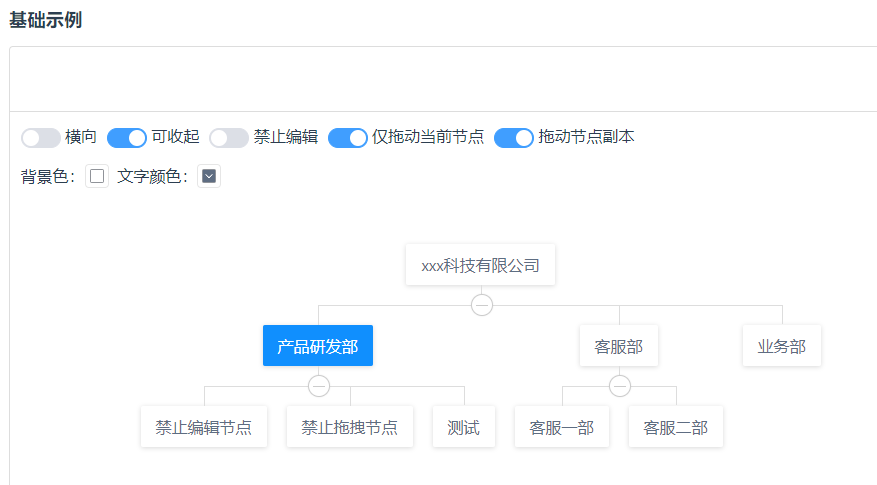 基础示例
横向 可收起 禁止编辑 仅拖动当前节点 拖动节点副本
背景色： 文字颜色：
xxx科技有限公司
产品研发部 客服部 业务部
禁止编辑节点 禁止拖拽节点 测试 客服一部 客服二部